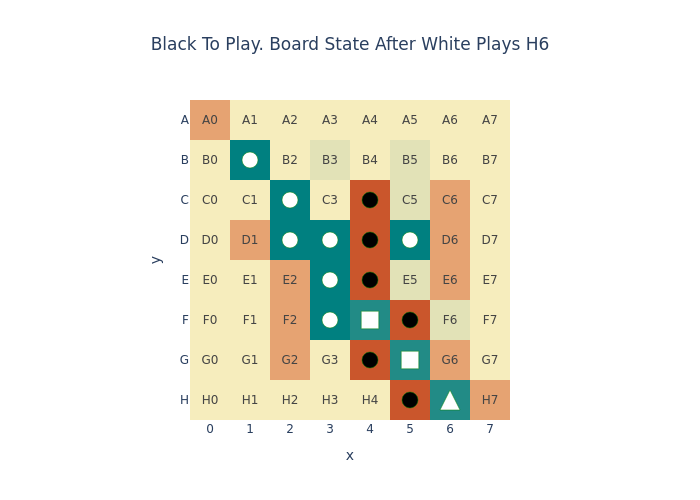 Black To Play. Board State After White Plays H6
A A0 A1 A2 A3 A4 A5 A6 A7
B B0 B2 B3 B4 B5 B6 B7
C C0 C1 C3 C5 C6 C7
D D0 D1 D6 D7
E E0 E1 E2 E5 E6 E7
F F0 F1 F2 F6 F7
G G0 G1 G2 G3 G6 G7
H H0 H1 H2 H3 H4 H7
0 1 2 3 4 5 6 7
x
y